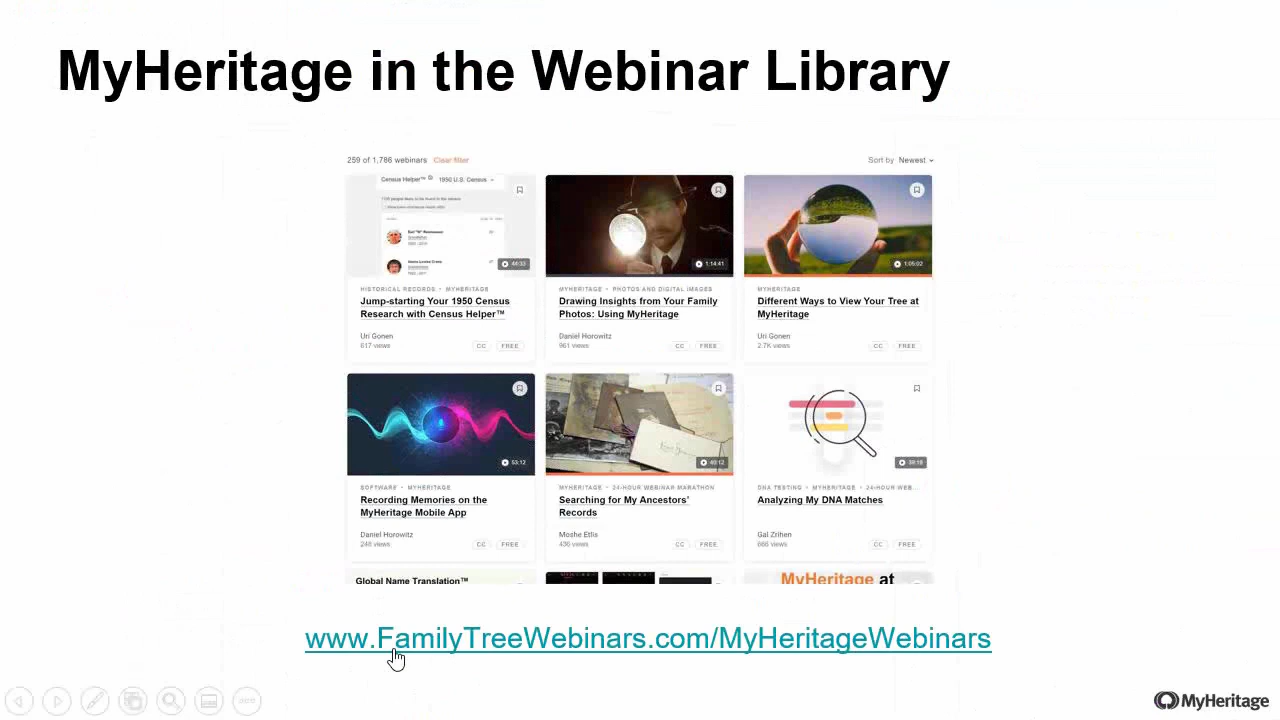 MyHeritage in the Webinar Library
259 of 1,786 webinars Clear filter
Sort by Newest
Census Helper™ 1950 U.S. Census
44:33
1:14:41
1:05:02
HISTORICAL RECORDS • MYHERITAGE
Jump-starting Your 1950 Census
Research with Census Helper™
Uri Gonen
617 views
CC FREE
MYHERITAGE • PHOTOS AND DIGITAL IMAGES
Drawing Insights from Your Family
Photos: Using MyHeritage
Daniel Horowitz
961 views
CC FREE
MYHERITAGE
Different Ways to View Your Tree at
MyHeritage
Uri Gonen
2.7K views
CC FREE
53:12
40:12
39:19
SOFTWARE • MYHERITAGE
Recording Memories on the
MyHeritage Mobile App
Daniel Horowitz
248 views
CC FREE
MYHERITAGE • 24-HOUR WEBINAR MARATHON
Searching for My Ancestors'
Records
Moshe Etlis
436 views
CC FREE
DNA TESTING • MYHERITAGE • 24-HOUR WEB...
Analyzing My DNA Matches
Gal Zrihen
666 views
CC FREE
Global Name Translation™
MyHeritage at
www.FamilyTreeWebinars.com/MyHeritageWebinars
MyHeritage